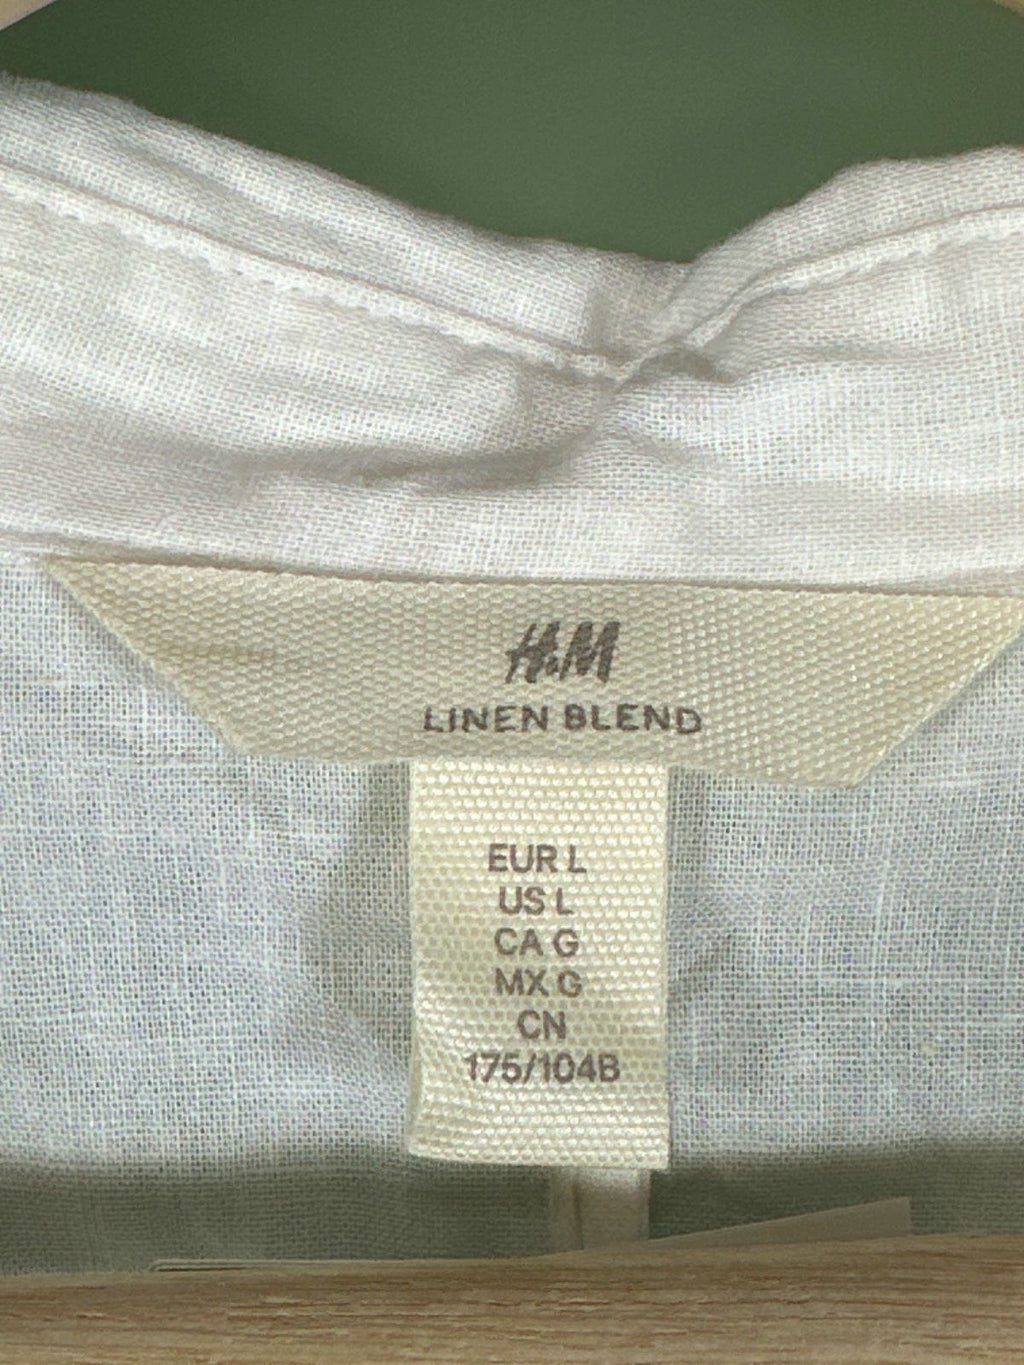 H&M
LINEN BLEND
EUR L
US L
CA G
MX G
CN
175/104B